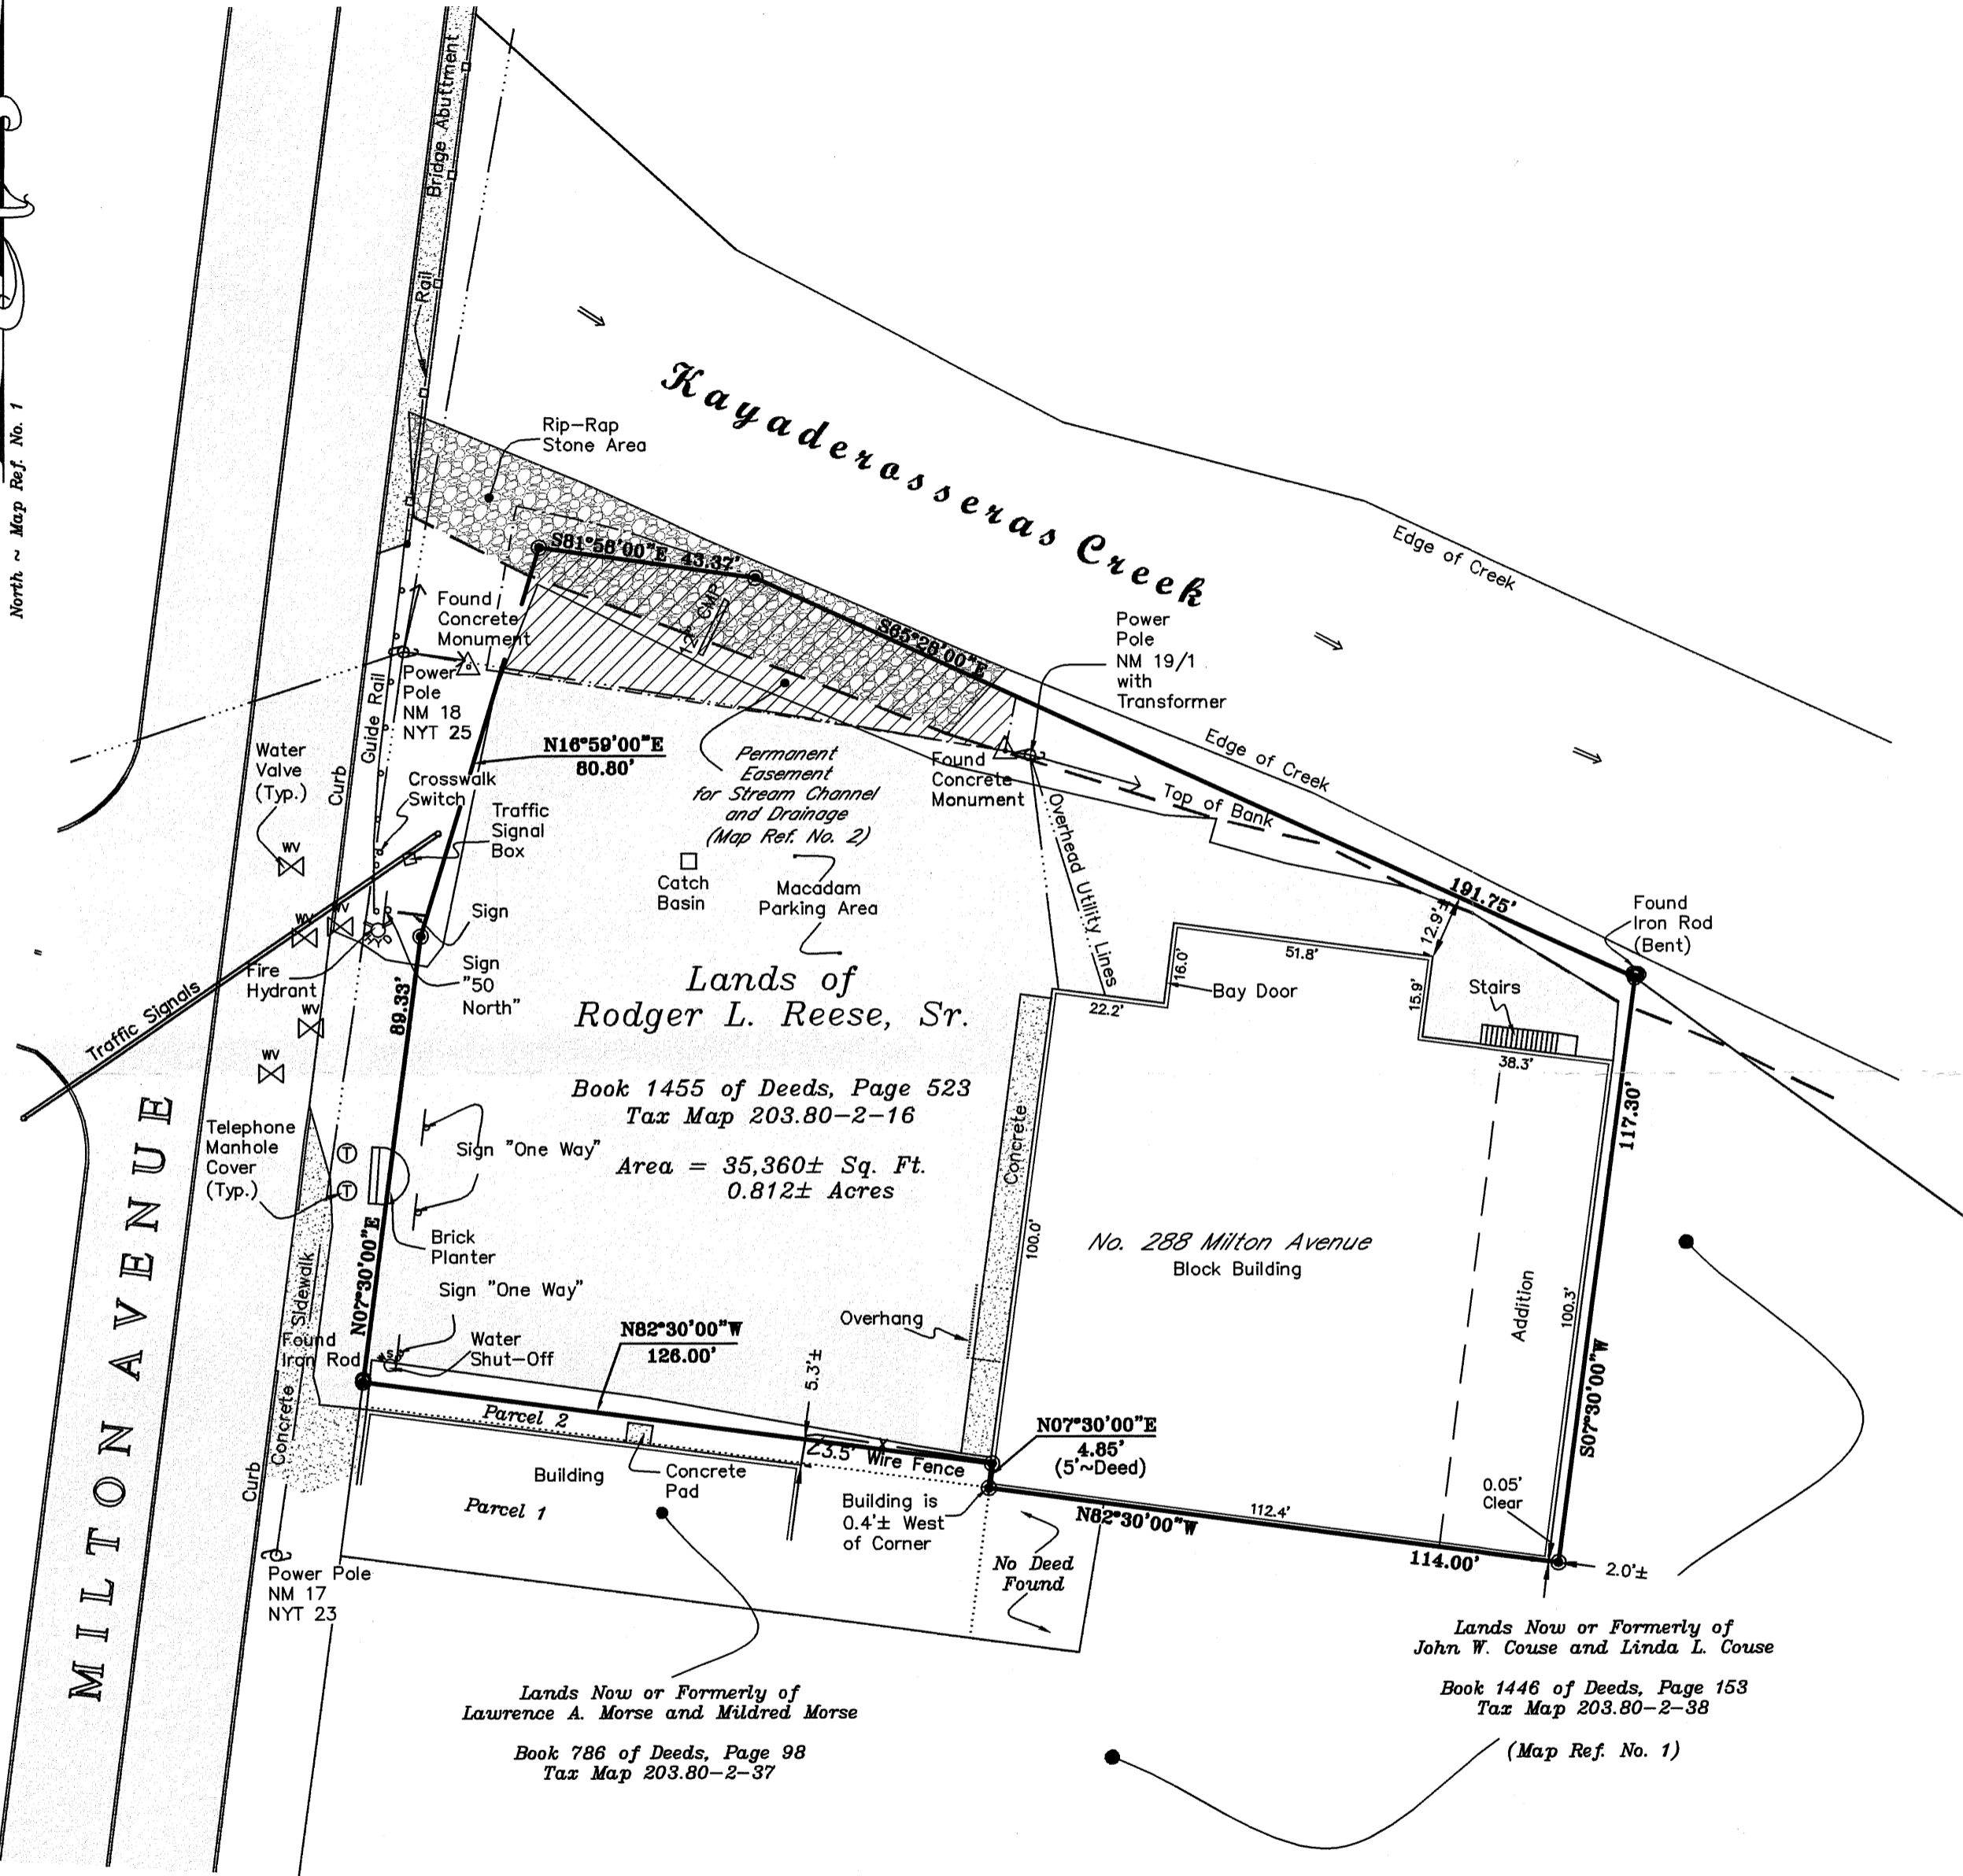 North ~ Map Ref. No. 1
Bridge Abuttment
Rail
Rip-Rap
Stone Area
Kayaderosseras Creek
Edge of Creek
S81°58'00"E 43.37'
12" CMP
S65°28'00"E
Found
Concrete
Monument
Power
Pole
NM 18
NYT 25
Guide Rail
Curb
Water
Valve
(Typ.)
Crosswalk
Switch
Traffic
Signal
Box
N16°59'00"E
80.80'
Permanent
Easement
for Stream Channel
and Drainage
(Map Ref. No. 2)
Power
Pole
NM 19/1
with
Transformer
Found
Concrete
Monument
Edge of Creek
Top of Bank
Overhead Utility Lines
191.75'
12.9'
Found
Iron Rod
(Bent)
WV
WV
WV
WV
WV
HYD
Sign
Sign
"50
North"
Fire
Hydrant
Traffic Signals
Catch
Basin
Macadam
Parking Area
Lands of
Rodger L. Reese, Sr.
Book 1455 of Deeds, Page 523
Tax Map 203.80-2-16
Area = 35,360± Sq. Ft.
0.812± Acres
22.2'
16.0'
51.8'
Bay Door
15.9'
Stairs
38.3'
117.30'
89.33'
N07°30'00"E
Telephone
Manhole
Cover
(Typ.)
T
T
Sign "One Way"
Brick
Planter
Sign "One Way"
Water
Shut-Off
Found
Iron Rod
Concrete Sidewalk
Curb
MILTON AVENUE
Concrete
100.0'
No. 288 Milton Avenue
Block Building
Addition
100.3'
S07°30'00"W
Overhang
N82°30'00"W
126.00'
5.3'±
Parcel 2
23.5' Wire Fence
X
N07°30'00"E
4.85'
(5'~Deed)
Building
Concrete
Pad
Parcel 1
Building is
0.4'± West
of Corner
112.4'
N82°30'00"W
114.00'
0.05'
Clear
2.0'±
No Deed
Found
Power Pole
NM 17
NYT 23
Lands Now or Formerly of
Lawrence A. Morse and Mildred Morse
Book 786 of Deeds, Page 98
Tax Map 203.80-2-37
Lands Now or Formerly of
John W. Couse and Linda L. Couse
Book 1446 of Deeds, Page 153
Tax Map 203.80-2-38
(Map Ref. No. 1)